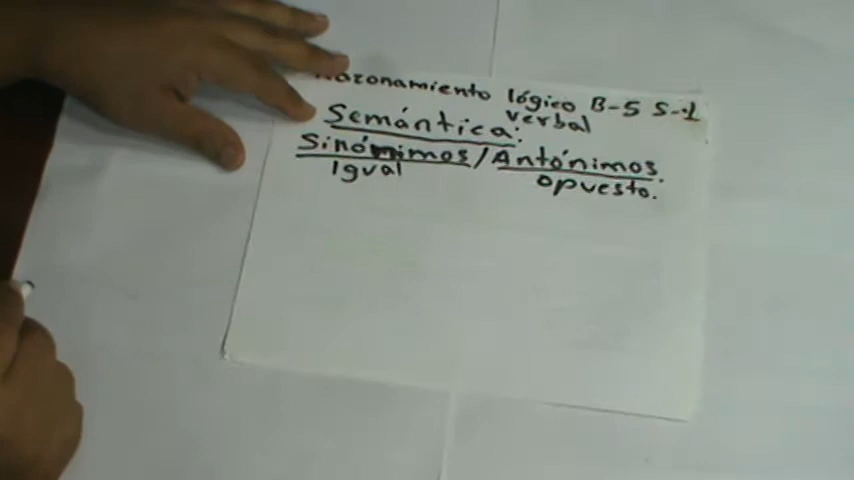 Razonamiento lógico B-5 S-1
verbal
Semántica:
Sinónimos/Antónimos.
Igual opuesto.